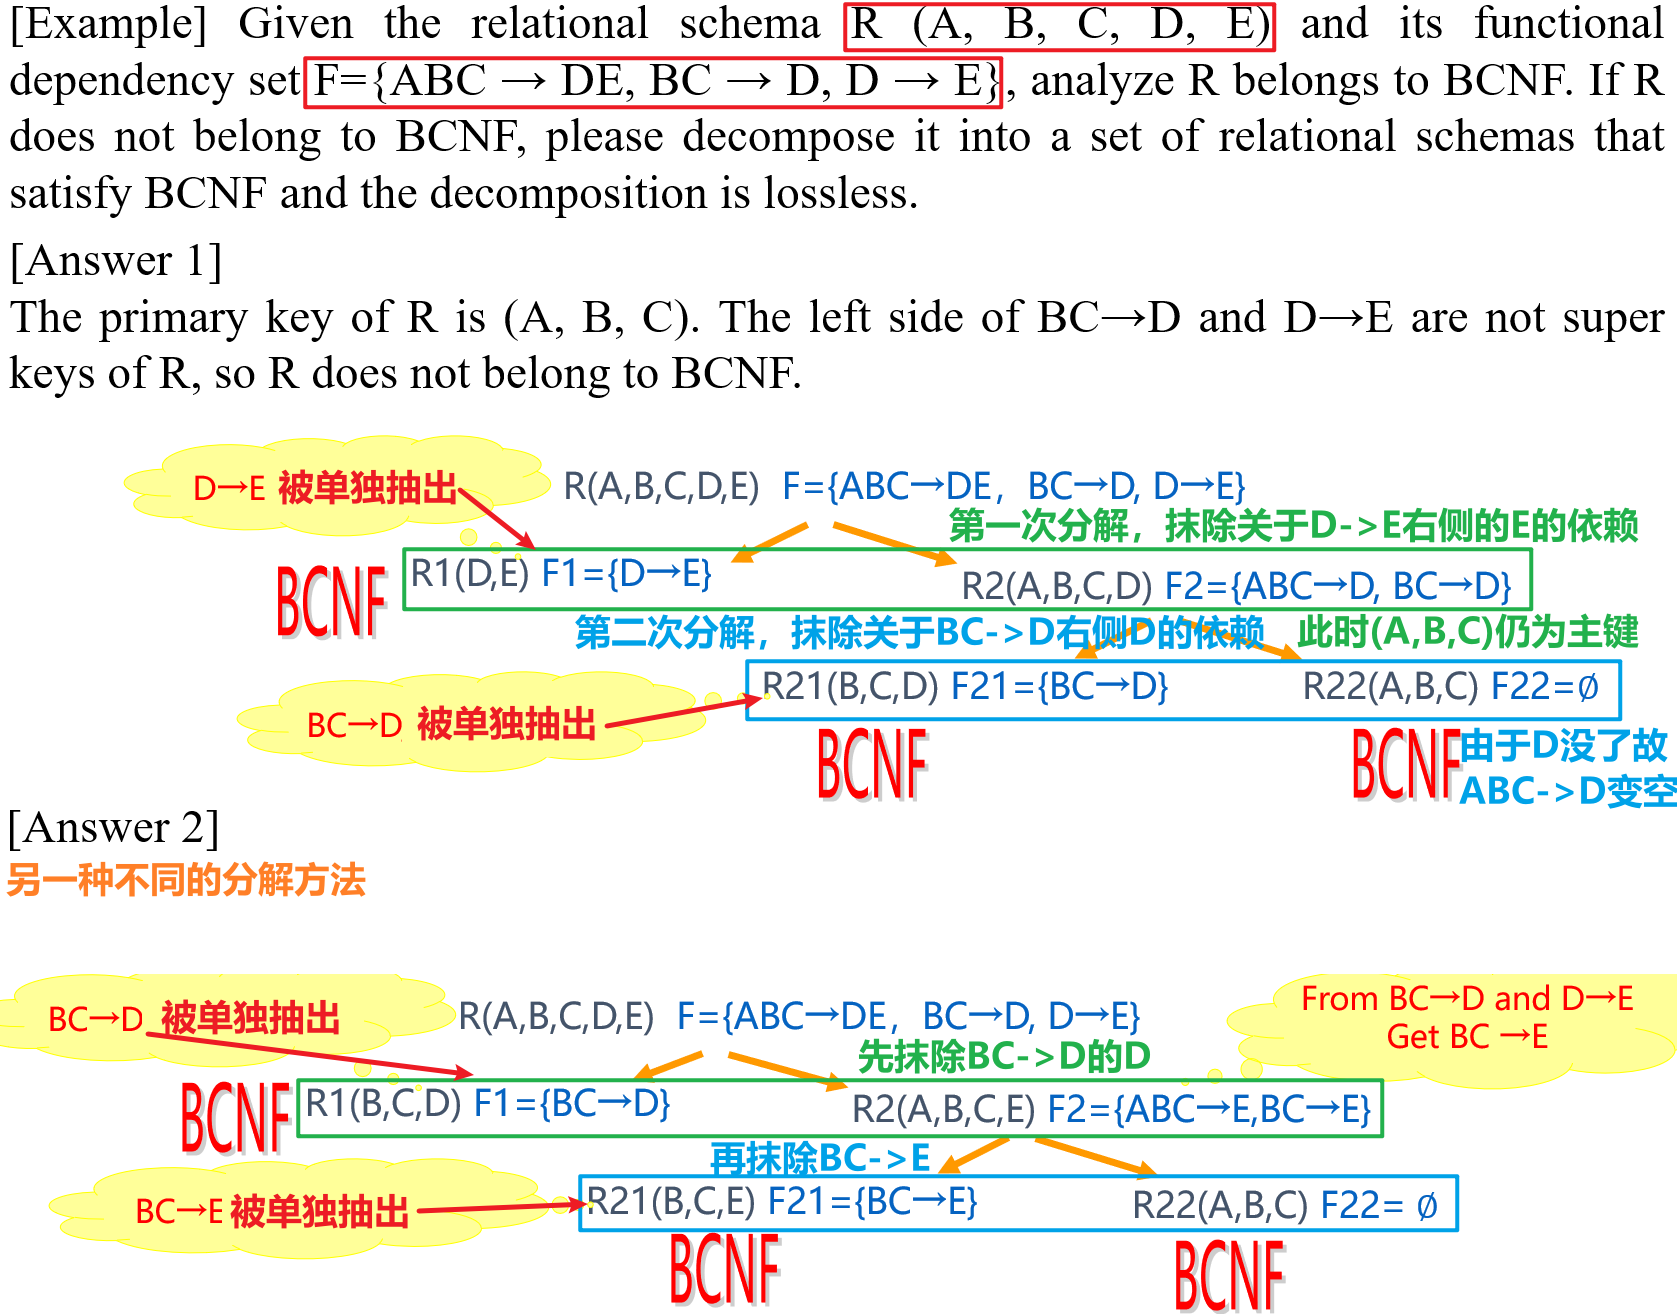 [Example] Given the relational schema R (A, B, C, D, E) and its functional
dependency set F={ABC → DE, BC → D, D → E}, analyze R belongs to BCNF. If R
does not belong to BCNF, please decompose it into a set of relational schemas that
satisfy BCNF and the decomposition is lossless.
[Answer 1]
The primary key of R is (A, B, C). The left side of BC→D and D→E are not super
keys of R, so R does not belong to BCNF.
D→E 被单独抽出
R(A,B,C,D,E) F={ABC→DE, BC→D, D→E}
第一次分解，抹除关于D->E右侧的E的依赖
BCNF
R1(D,E) F1={D→E}
R2(A,B,C,D) F2={ABC→D, BC→D}
第二次分解，抹除关于BC->D右侧D的依赖
此时(A,B,C)仍为主键
BC→D 被单独抽出
R21(B,C,D) F21={BC→D}
R22(A,B,C) F22=∅
BCNF
BCNF
由于D没了故
ABC->D变空
[Answer 2]
另一种不同的分解方法
BC→D 被单独抽出
R(A,B,C,D,E) F={ABC→DE, BC→D, D→E}
From BC→D and D→E
Get BC →E
先抹除BC->D的D
BCNF
R1(B,C,D) F1={BC→D}
R2(A,B,C,E) F2={ABC→E,BC→E}
再抹除BC->E
BC→E 被单独抽出
R21(B,C,E) F21={BC→E}
R22(A,B,C) F22= ∅
BCNF
BCNF